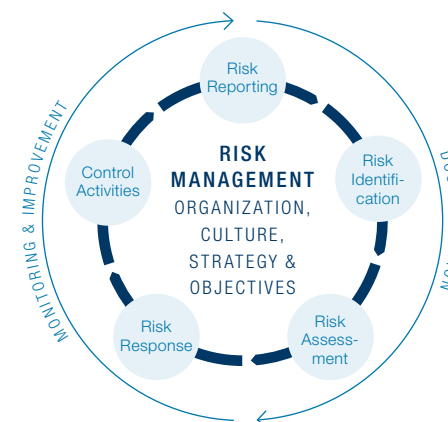 Risk
Reporting
Risk
Identifi-
cation
Risk
Assess-
ment
Risk
Response
Control
Activities
RISK
MANAGEMENT
ORGANIZATION,
CULTURE,
STRATEGY &
OBJECTIVES
MONITORING & IMPROVEMENT